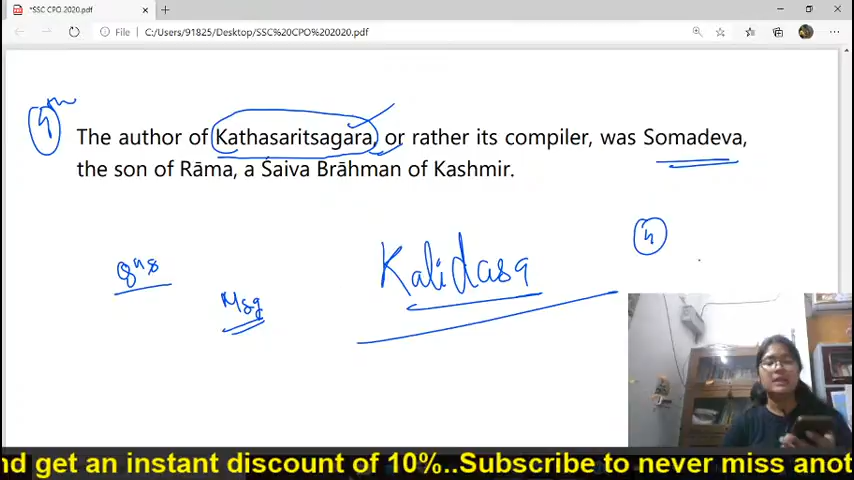 *SSC CPO 2020.pdf
File | C:/Users/91825/Desktop/SSC%20CPO%202020.pdf
The author of Kathasaritsagara, or rather its compiler, was Somadeva,
the son of Rāma, a Śaiva Brāhman of Kashmir.
Kalidasa
Msg
nd get an instant discount of 10%..Subscribe to never miss anot